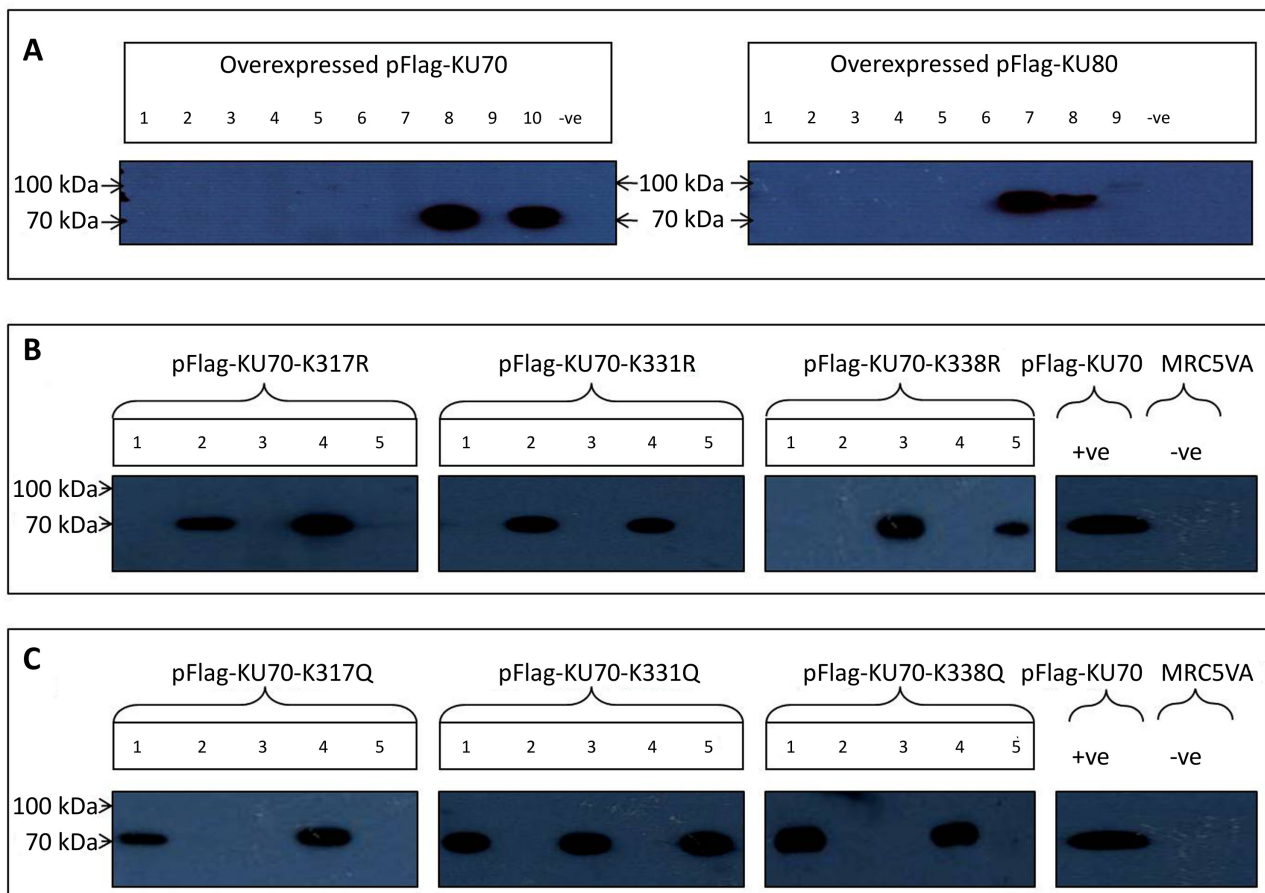 A
Overexpressed pFlag-KU70
1 2 3 4 5 6 7 8 9 10 -ve
Overexpressed pFlag-KU80
1 2 3 4 5 6 7 8 9 -ve
100 kDa
70 kDa
100 kDa
70 kDa
B
pFlag-KU70-K317R
pFlag-KU70-K331R
pFlag-KU70-K338R
pFlag-KU70
MRC5VA
1 2 3 4 5
1 2 3 4 5
1 2 3 4 5
+ve
-ve
100 kDa
70 kDa
C
pFlag-KU70-K317Q
pFlag-KU70-K331Q
pFlag-KU70-K338Q
pFlag-KU70
MRC5VA
1 2 3 4 5
1 2 3 4 5
1 2 3 4 5
+ve
-ve
100 kDa
70 kDa